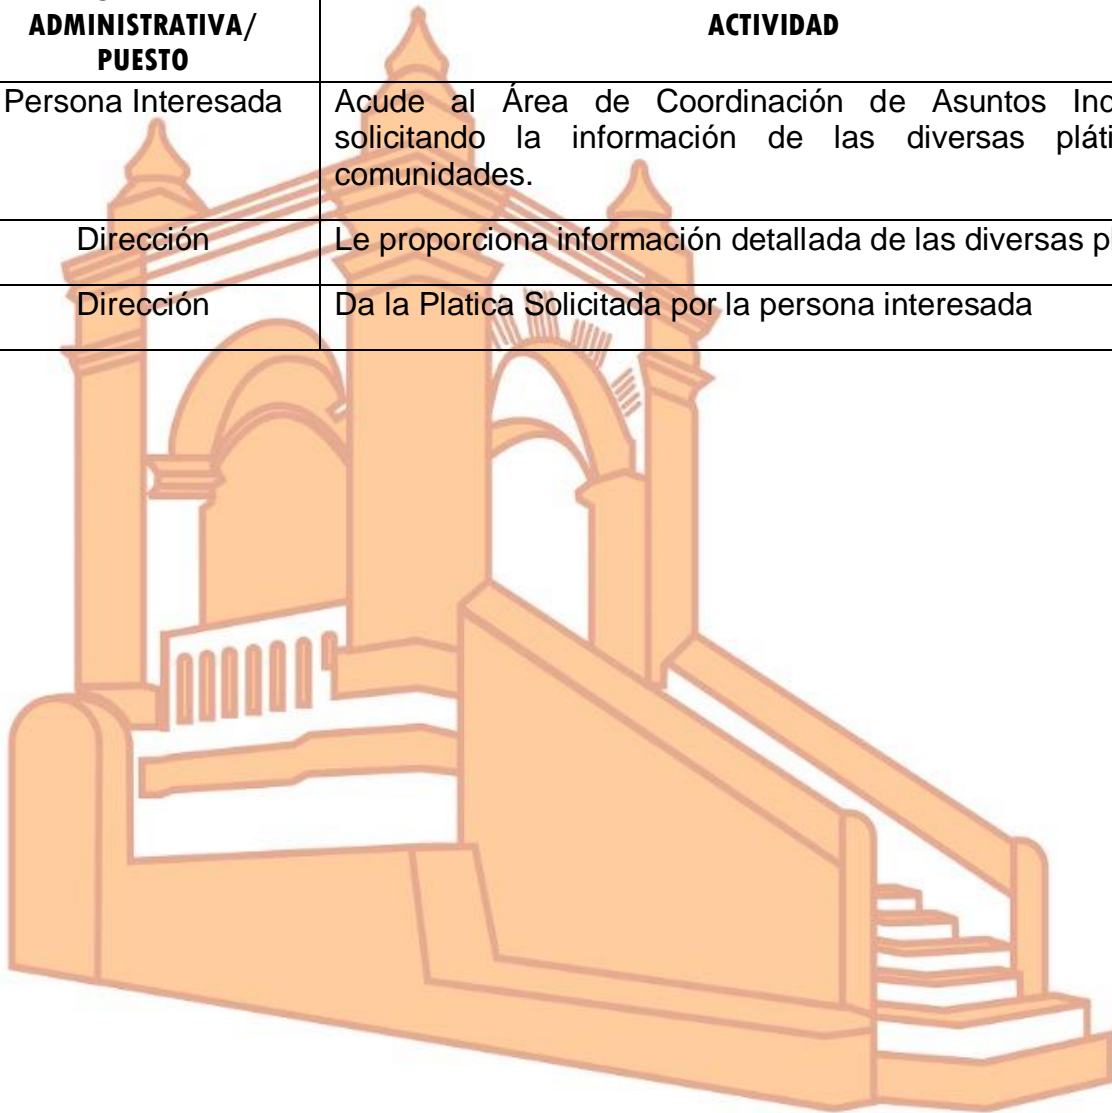 ADMINISTRATIVA/
PUESTO
ACTIVIDAD
Persona Interesada
Acude al Área de Coordinación de Asuntos
solicitando la información de las diversas
comunidades.
Dirección
Le proporciona información detallada de las diversas
Dirección
Da la Platica Solicitada por la persona interesada